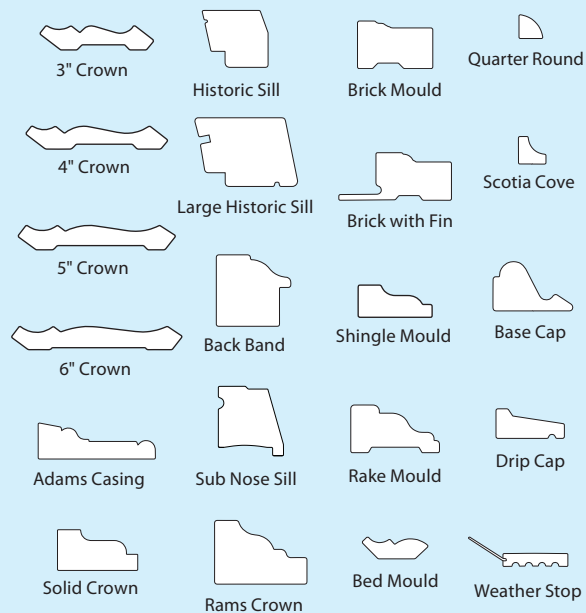 3" Crown
Historic Sill
Brick Mould
Quarter Round
4" Crown
Large Historic Sill
Brick with Fin
Scotia Cove
5" Crown
Back Band
Shingle Mould
Base Cap
6" Crown
Adams Casing
Sub Nose Sill
Rake Mould
Drip Cap
Solid Crown
Rams Crown
Bed Mould
Weather Stop